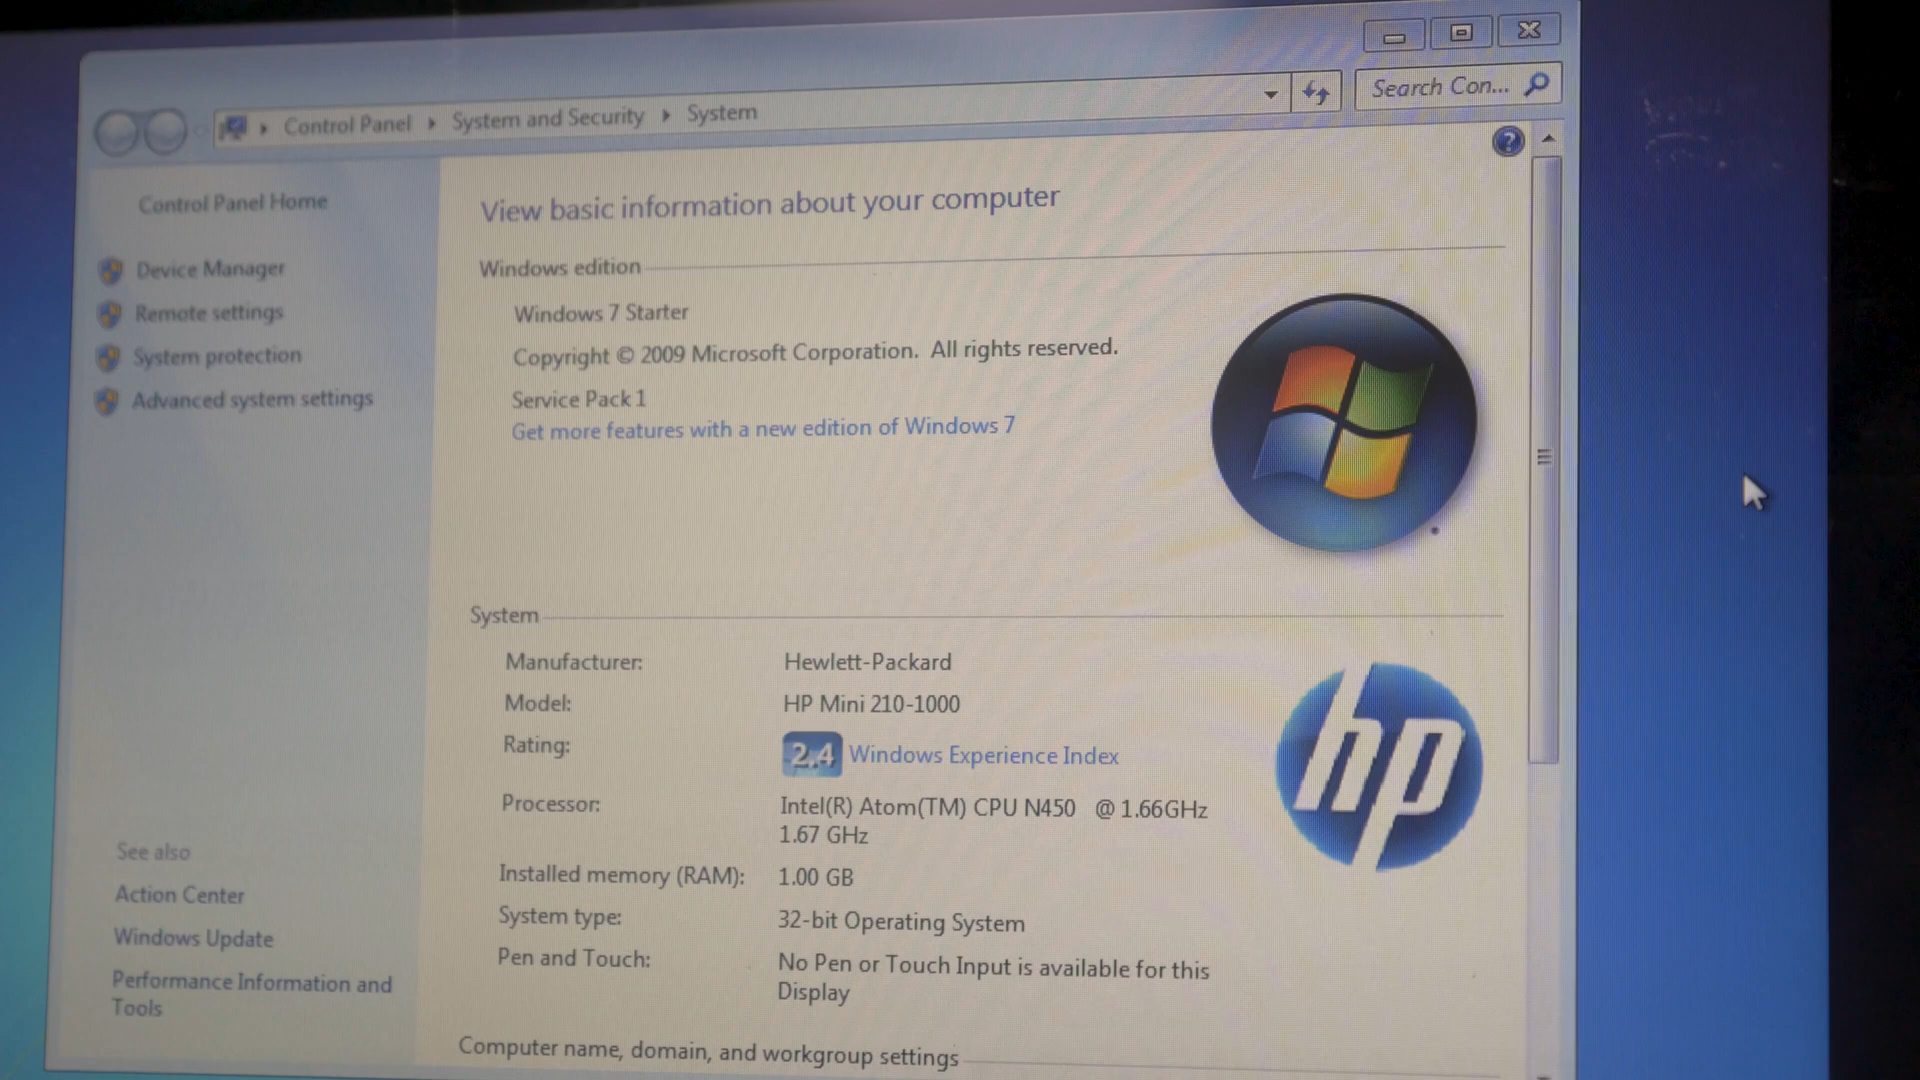 Control Panel ▸ System and Security ▸ System
Search Con...
Control Panel Home
Device Manager
Remote settings
System protection
Advanced system settings
See also
Action Center
Windows Update
Performance Information and
Tools
View basic information about your computer
Windows edition
Windows 7 Starter
Copyright © 2009 Microsoft Corporation. All rights reserved.
Service Pack 1
Get more features with a new edition of Windows 7
System
Manufacturer: Hewlett-Packard
Model: HP Mini 210-1000
Rating: 2.4 Windows Experience Index
Processor: Intel(R) Atom(TM) CPU N450 @ 1.66GHz
1.67 GHz
Installed memory (RAM): 1.00 GB
System type: 32-bit Operating System
Pen and Touch: No Pen or Touch Input is available for this
Display
hp
Computer name, domain, and workgroup settings